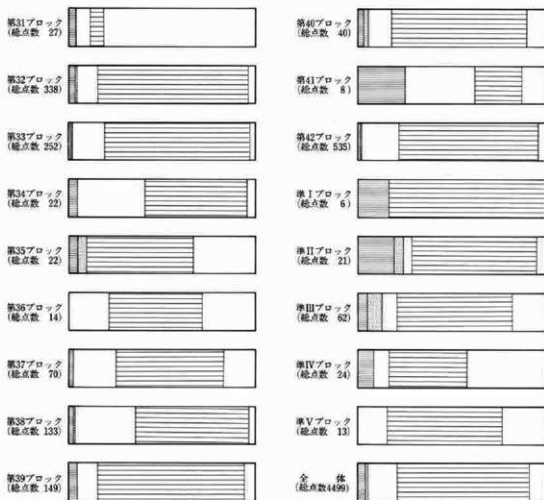 第31ブロック
(総点数 27)
第32ブロック
(総点数 338)
第33ブロック
(総点数 252)
第34ブロック
(総点数 22)
第35ブロック
(総点数 22)
第36ブロック
(総点数 14)
第37ブロック
(総点数 70)
第38ブロック
(総点数 133)
第39ブロック
(総点数 149)
第40ブロック
(総点数 40)
第41ブロック
(総点数 8)
第42ブロック
(総点数 535)
準Iブロック
(総点数 6)
準IIブロック
(総点数 21)
準IIIブロック
(総点数 62)
準IVブロック
(総点数 24)
準Vブロック
(総点数 13)
全 体
(総点数4499)